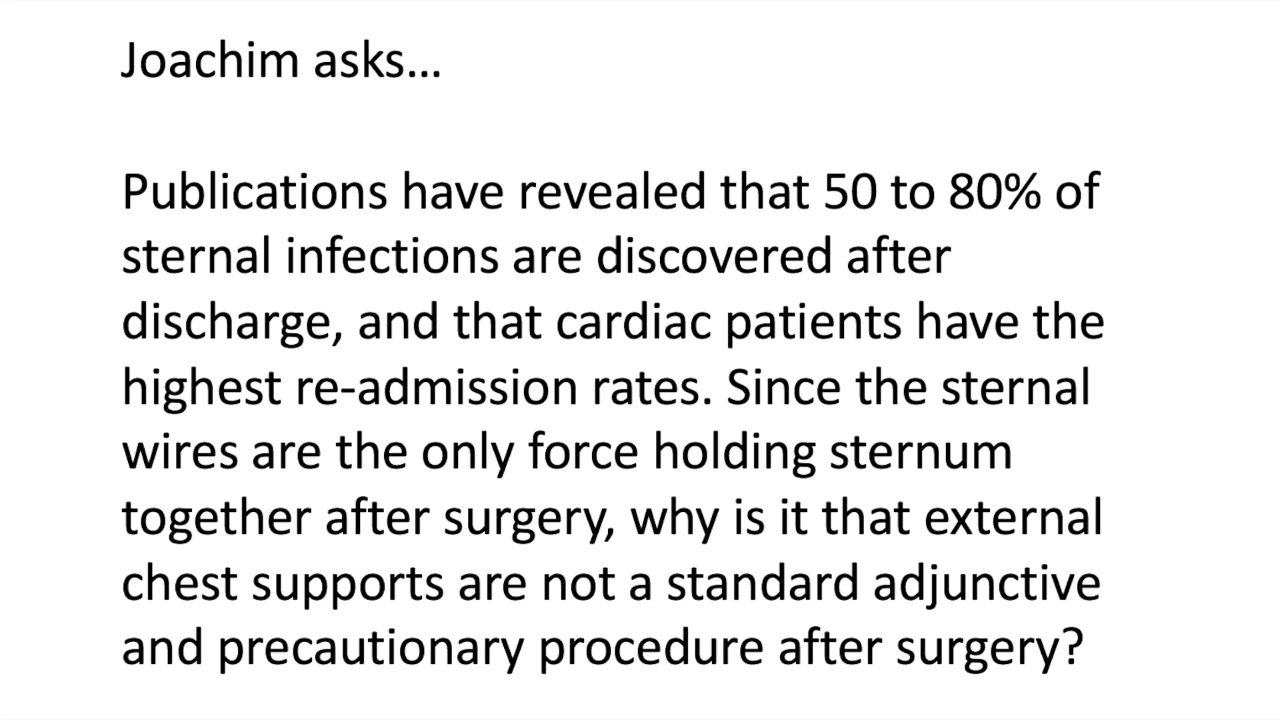 Joachim asks...
Publications have revealed that 50 to 80% of
sternal infections are discovered after
discharge, and that cardiac patients have the
highest re-admission rates. Since the sternal
wires are the only force holding sternum
together after surgery, why is it that external
chest supports are not a standard adjunctive
and precautionary procedure after surgery?